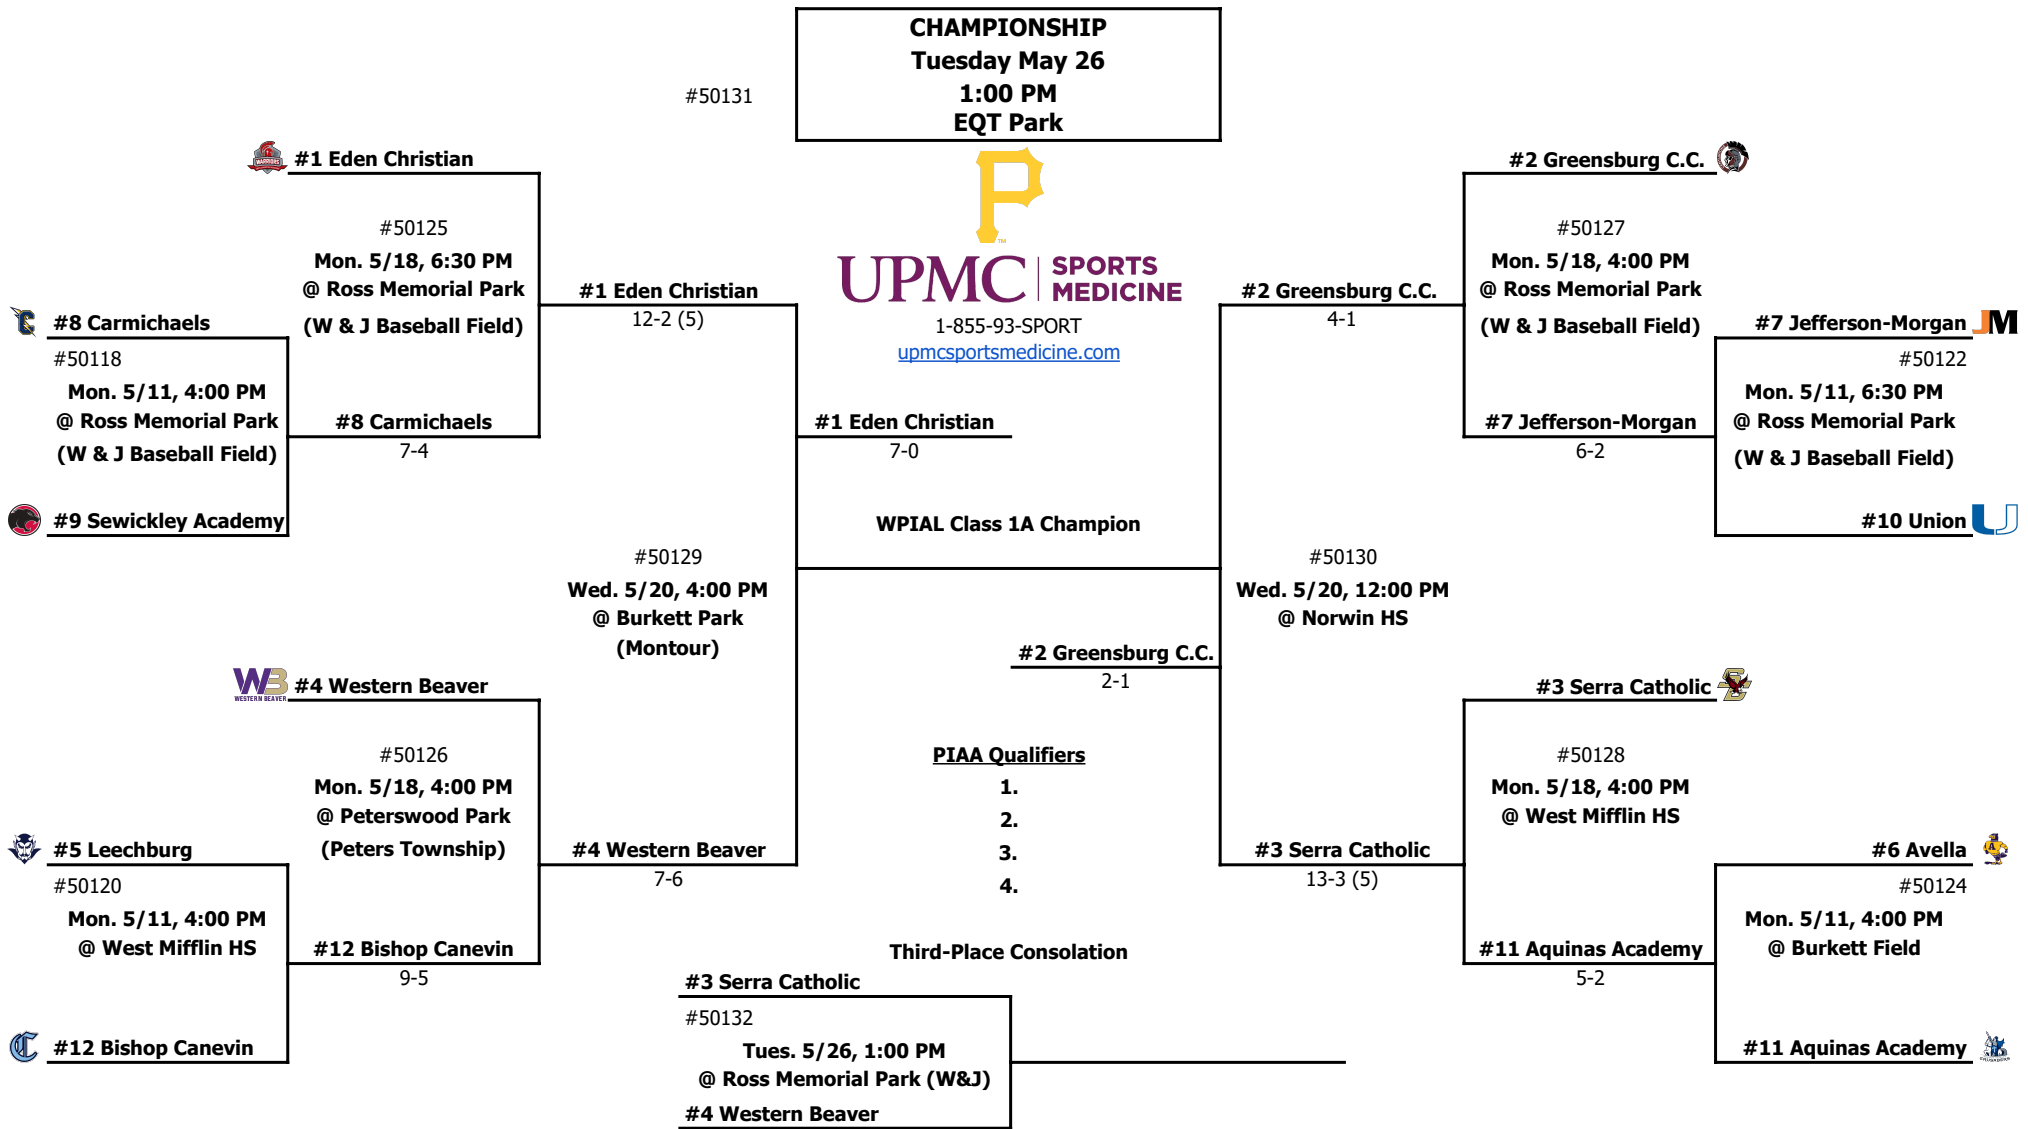 CHAMPIONSHIP
Tuesday May 26
1:00 PM
EQT Park
#50131
#1 Eden Christian
#50125
Mon. 5/18, 6:30 PM
@ Ross Memorial Park
(W & J Baseball Field)
#8 Carmichaels
#50118
Mon. 5/11, 4:00 PM
@ Ross Memorial Park
(W & J Baseball Field)
#9 Sewickley Academy
#8 Carmichaels
7-4
#1 Eden Christian
12-2 (5)
#50129
Wed. 5/20, 4:00 PM
@ Burkett Park
(Montour)
WB
WESTERN BEAVER
#4 Western Beaver
#50126
Mon. 5/18, 4:00 PM
@ Peterswood Park
(Peters Township)
#5 Leechburg
#50120
Mon. 5/11, 4:00 PM
@ West Mifflin HS
#12 Bishop Canevin
#12 Bishop Canevin
9-5
#4 Western Beaver
7-6
P
UPMC | SPORTS MEDICINE
1-855-93-SPORT
upmcsportsmedicine.com
#1 Eden Christian
7-0
WPIAL Class 1A Champion
#2 Greensburg C.C.
2-1
PIAA Qualifiers
1.
2.
3.
4.
Third-Place Consolation
#3 Serra Catholic
#50132
Tues. 5/26, 1:00 PM
@ Ross Memorial Park (W&J)
#4 Western Beaver
#2 Greensburg C.C.
#50127
Mon. 5/18, 4:00 PM
@ Ross Memorial Park
(W & J Baseball Field)
#2 Greensburg C.C.
4-1
#7 Jefferson-Morgan
JM
#50122
Mon. 5/11, 6:30 PM
@ Ross Memorial Park
(W & J Baseball Field)
#10 Union
U
#7 Jefferson-Morgan
6-2
#50130
Wed. 5/20, 12:00 PM
@ Norwin HS
#3 Serra Catholic
#50128
Mon. 5/18, 4:00 PM
@ West Mifflin HS
#3 Serra Catholic
13-3 (5)
#6 Avella
#50124
Mon. 5/11, 4:00 PM
@ Burkett Field
#11 Aquinas Academy
#11 Aquinas Academy
5-2